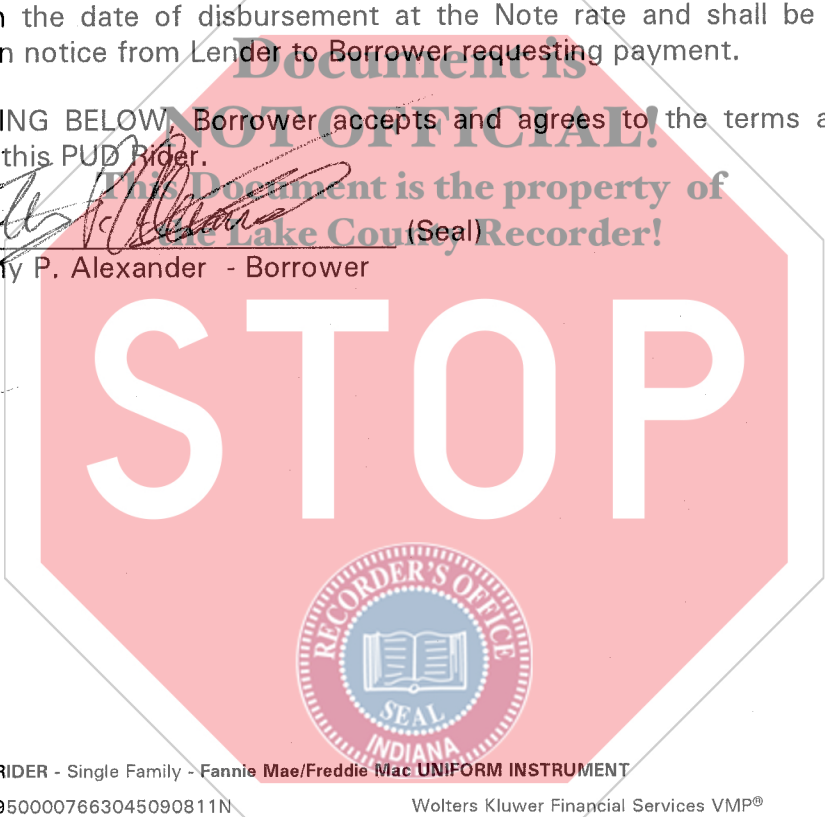 n the date of disbursement at the Note rate and shall be
n notice from Lender to Borrower requesting payment.
Document is
ING BELOW, Borrower accepts and agrees to the terms a
NOT OFFICIAL!
this PUD Rider.
This Document is the property of
the Lake County Recorder!
(Seal)
y P. Alexander - Borrower
STOP
RECORDER'S OFFICE
SEAL
INDIANA
RIDER - Single Family - Fannie Mae/Freddie Mac UNIFORM INSTRUMENT
9500007663045090811N Wolters Kluwer Financial Services VMP®